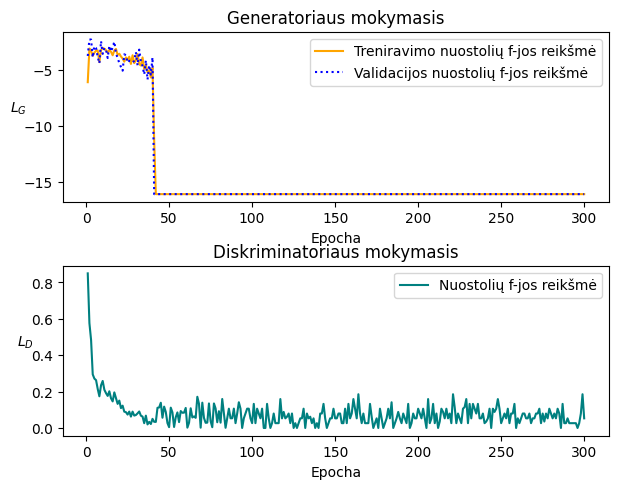 Generatoriaus mokymasis
Treniravimo nuostolių f-jos reikšmė
Validacijos nuostolių f-jos reikšmė
−5
L_G
−10
−15
0 50 100 150 200 250 300
Epocha
Diskriminatoriaus mokymasis
Nuostolių f-jos reikšmė
0.8
0.6
L_D
0.4
0.2
0.0
0 50 100 150 200 250 300
Epocha